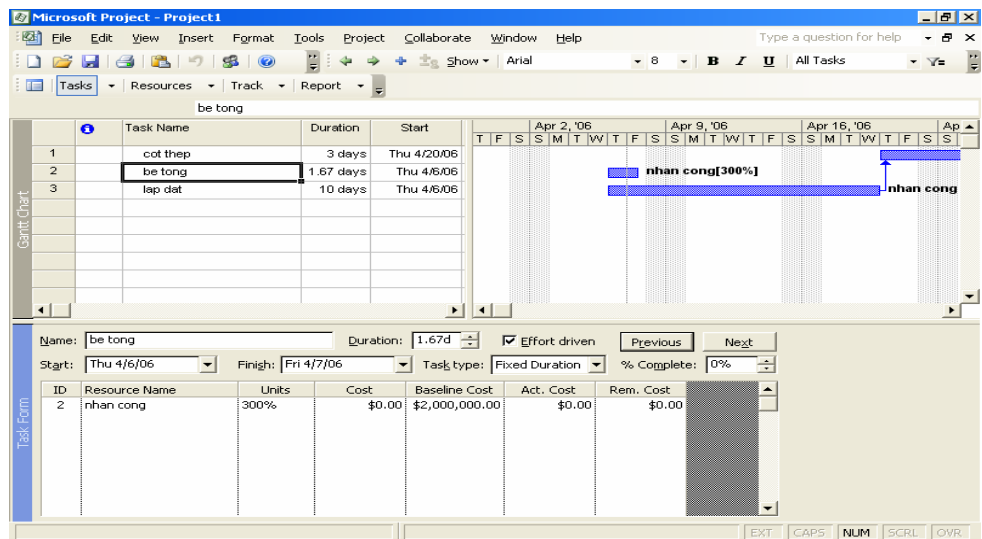 Microsoft Project - Project1
File Edit View Insert Format Tools Project Collaborate Window Help Type a question for help
Show Arial 8 B I U All Tasks
Tasks Resources Track Report
be tong
Task Name Duration Start Apr 2, '06 Apr 9, '06 Apr 16, '06 Ap
T F S S M T W T F S S M T W T F S S M T W T F S S
1 cot thep 3 days Thu 4/20/06
2 be tong 1.67 days Thu 4/6/06 nhan cong[300%]
3 lap dat 10 days Thu 4/6/06 nhan cong
Gantt Chart
Name: be tong Duration: 1.67d Effort driven Previous Next
Start: Thu 4/6/06 Finish: Fri 4/7/06 Task type: Fixed Duration % Complete: 0%
ID Resource Name Units Cost Baseline Cost Act. Cost Rem. Cost
2 nhan cong 300% $0.00 $2,000,000.00 $0.00 $0.00
Task Form
EXT CAPS NUM SCRL OVR